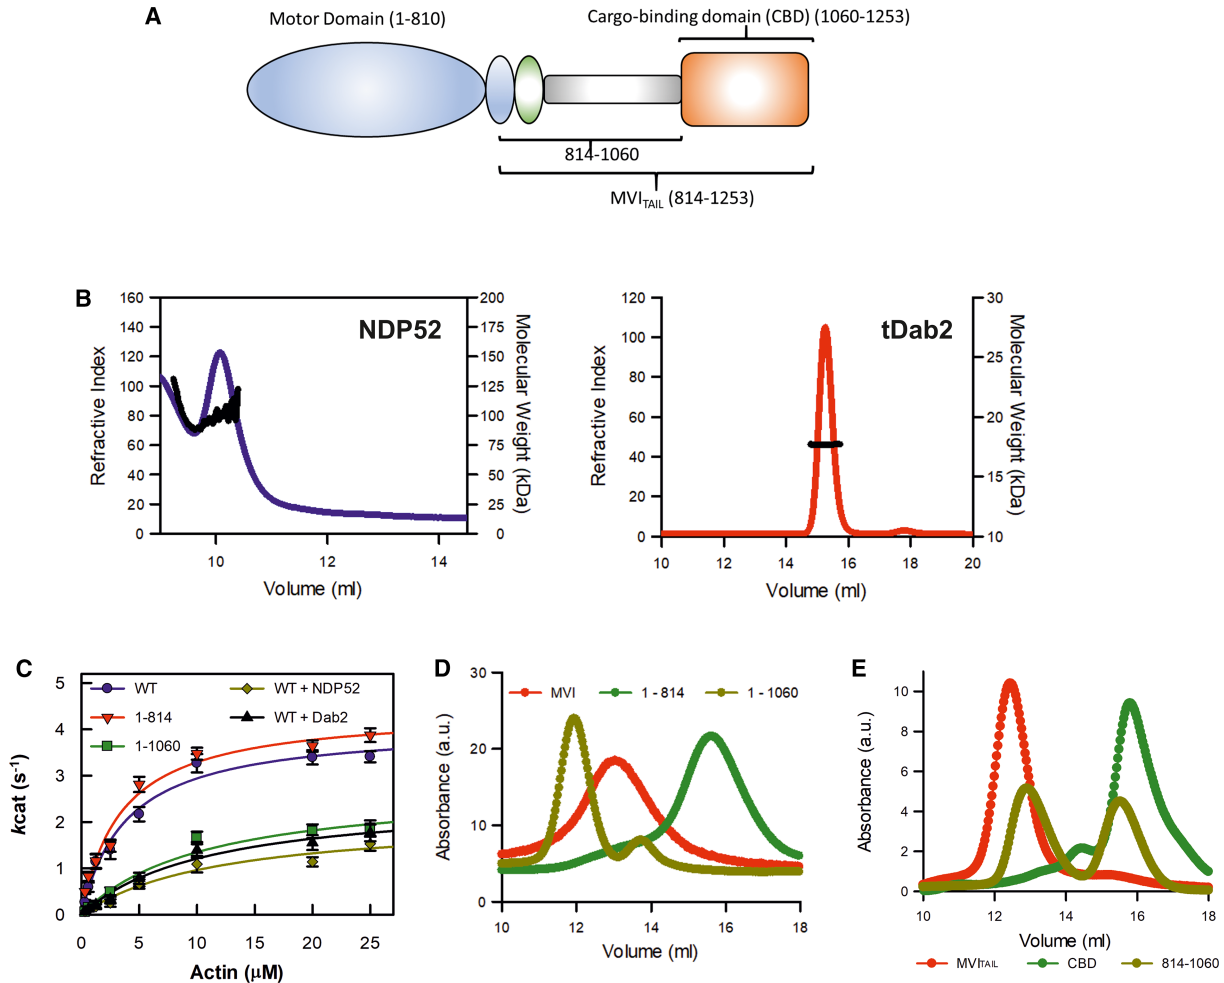 A
Motor Domain (1-810)
Cargo-binding domain (CBD) (1060-1253)
814-1060
MVITAIL (814-1253)
B
NDP52
Refractive Index
160
140
120
100
80
60
40
20
0
200
175
150
125
100
75
50
25
0
Molecular Weight (kDa)
10 12 14
Volume (ml)
tDab2
Refractive Index
120
100
80
60
40
20
0
30
25
20
15
10
Molecular Weight (kDa)
10 12 14 16 18 20
Volume (ml)
C
WT
1-814
1-1060
WT + NDP52
WT + Dab2
kcat (s-1)
5
4
3
2
1
0
0 5 10 15 20 25
Actin (μM)
D
MVI 1 - 814 1 - 1060
Absorbance (a.u.)
30
20
10
0
10 12 14 16 18
Volume (ml)
E
Absorbance (a.u.)
10
8
6
4
2
0
10 12 14 16 18
Volume (ml)
MVITAIL CBD 814-1060